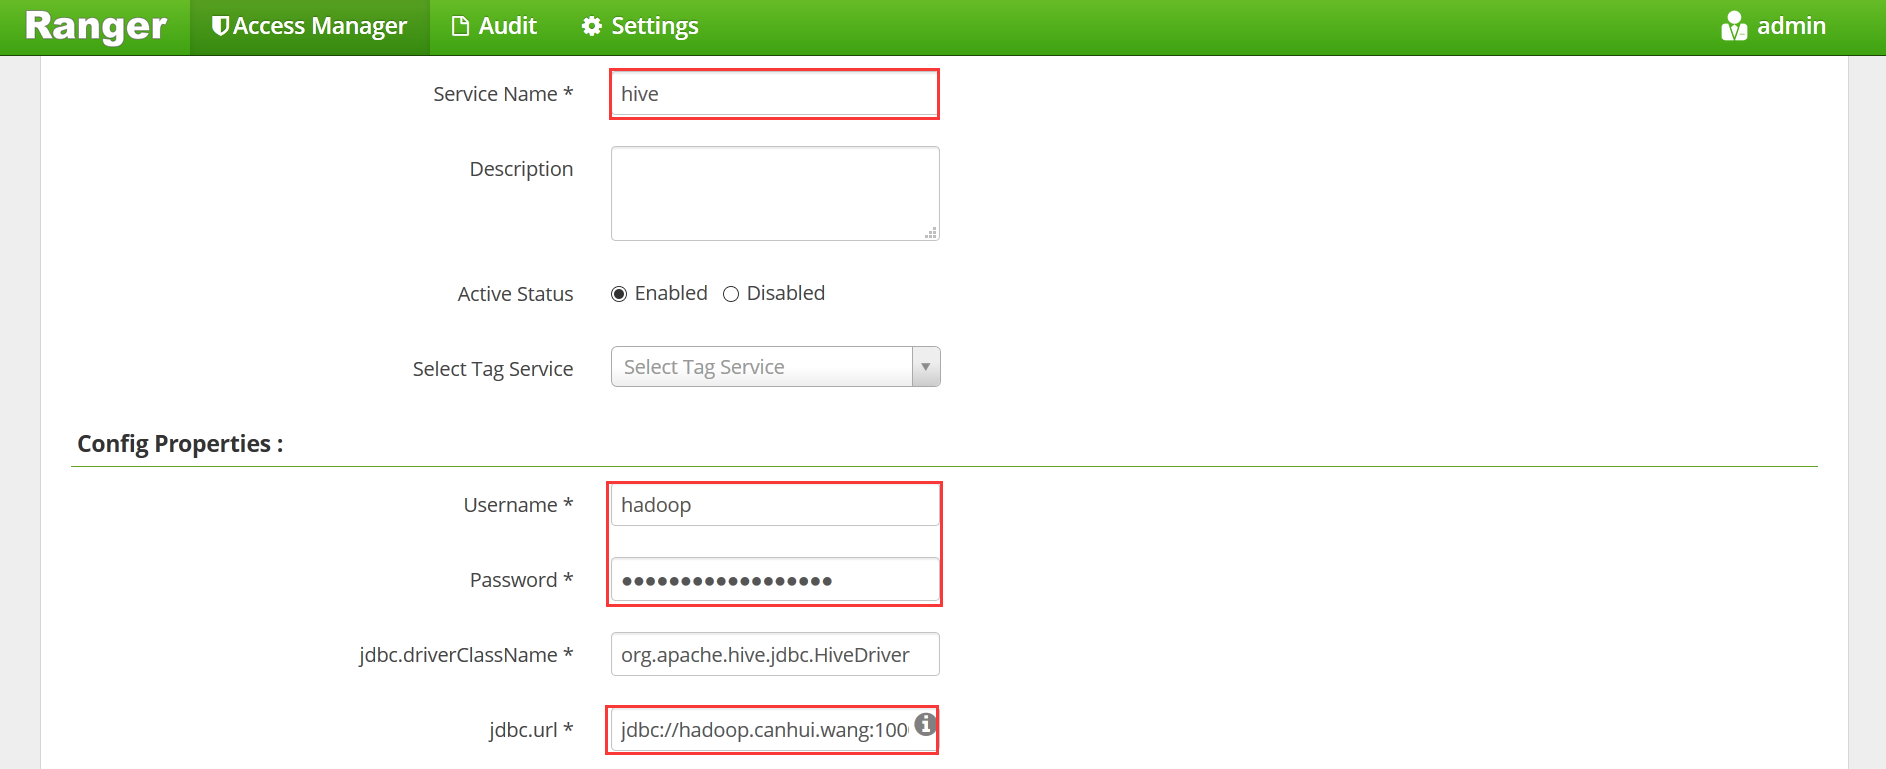 Ranger Access Manager Audit Settings admin
Service Name * hive
Description
Active Status Enabled Disabled
Select Tag Service Select Tag Service
Config Properties :
Username * hadoop
Password * ••••••••••••••••••
jdbc.driverClassName * org.apache.hive.jdbc.HiveDriver
jdbc.url * jdbc://hadoop.canhui.wang:100